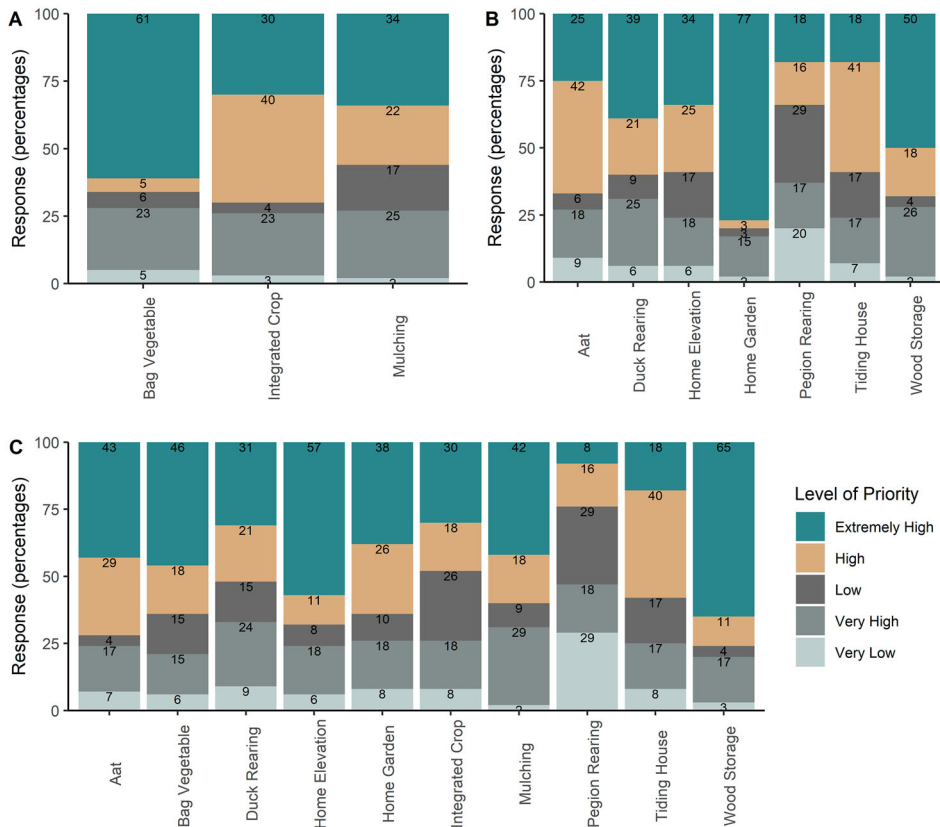 A
Response (percentages)
100
75
50
25
0
61 30 34
40
22
5
17
6
4
23 23 25
5 3 2
Bag Vegetable
Integrated Crop
Mulching
B
Response (percentages)
100
75
50
25
0
25 39 34 77 18 18 50
42 21 25 3 16 41 18
6 9 17 3 29 17 4
18 25 18 15 17 17 26
9 6 6 2 20 7 2
Aat
Duck Rearing
Home Elevation
Home Garden
Pegion Rearing
Tiding House
Wood Storage
C
Response (percentages)
100
75
50
25
0
43 46 31 57 38 30 42 8 18 65
29 18 21 11 26 18 18 16 40 11
4 15 15 8 10 26 9 29 17 4
17 15 24 18 18 18 29 18 17 17
7 6 9 6 8 8 2 29 8 3
Aat
Bag Vegetable
Duck Rearing
Home Elevation
Home Garden
Integrated Crop
Mulching
Pegion Rearing
Tiding House
Wood Storage
Level of Priority
Extremely High
High
Low
Very High
Very Low